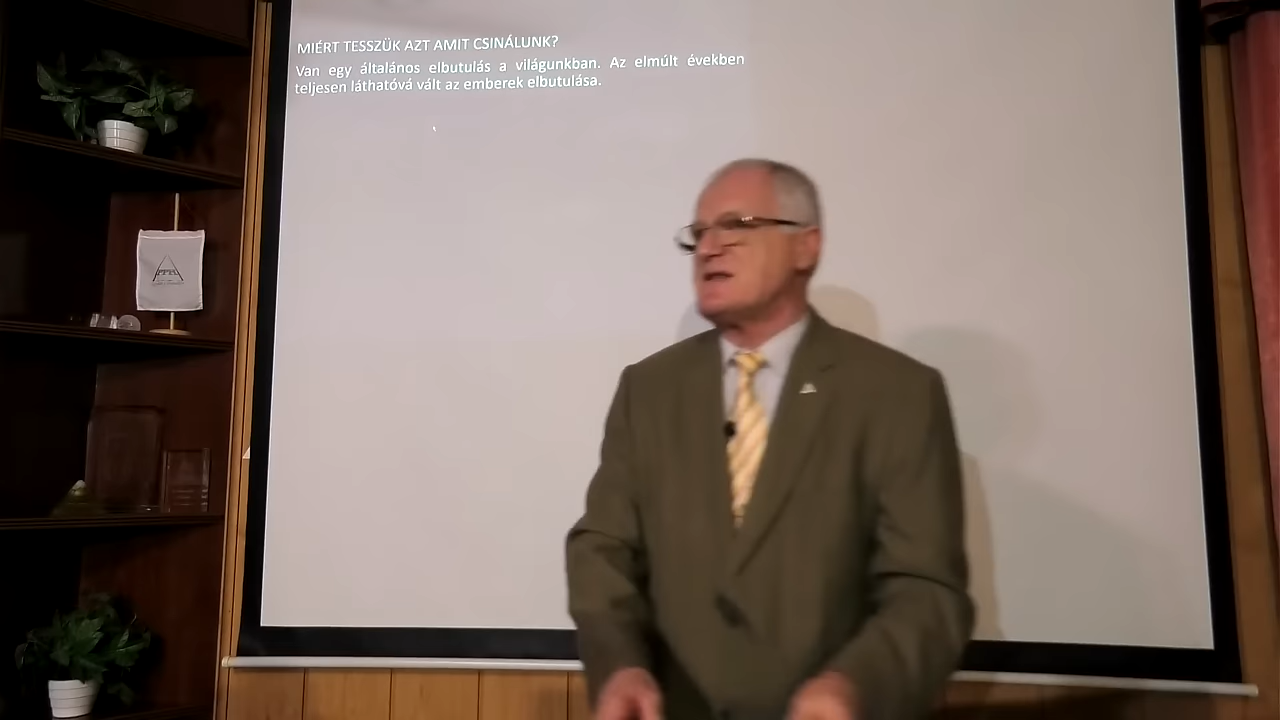 MIÉRT TESSZÜK AZT AMIT CSINÁLUNK?
Van egy általános elbutulás a világunkban. Az elmúlt években
teljesen láthatóvá vált az emberek elbutulása.